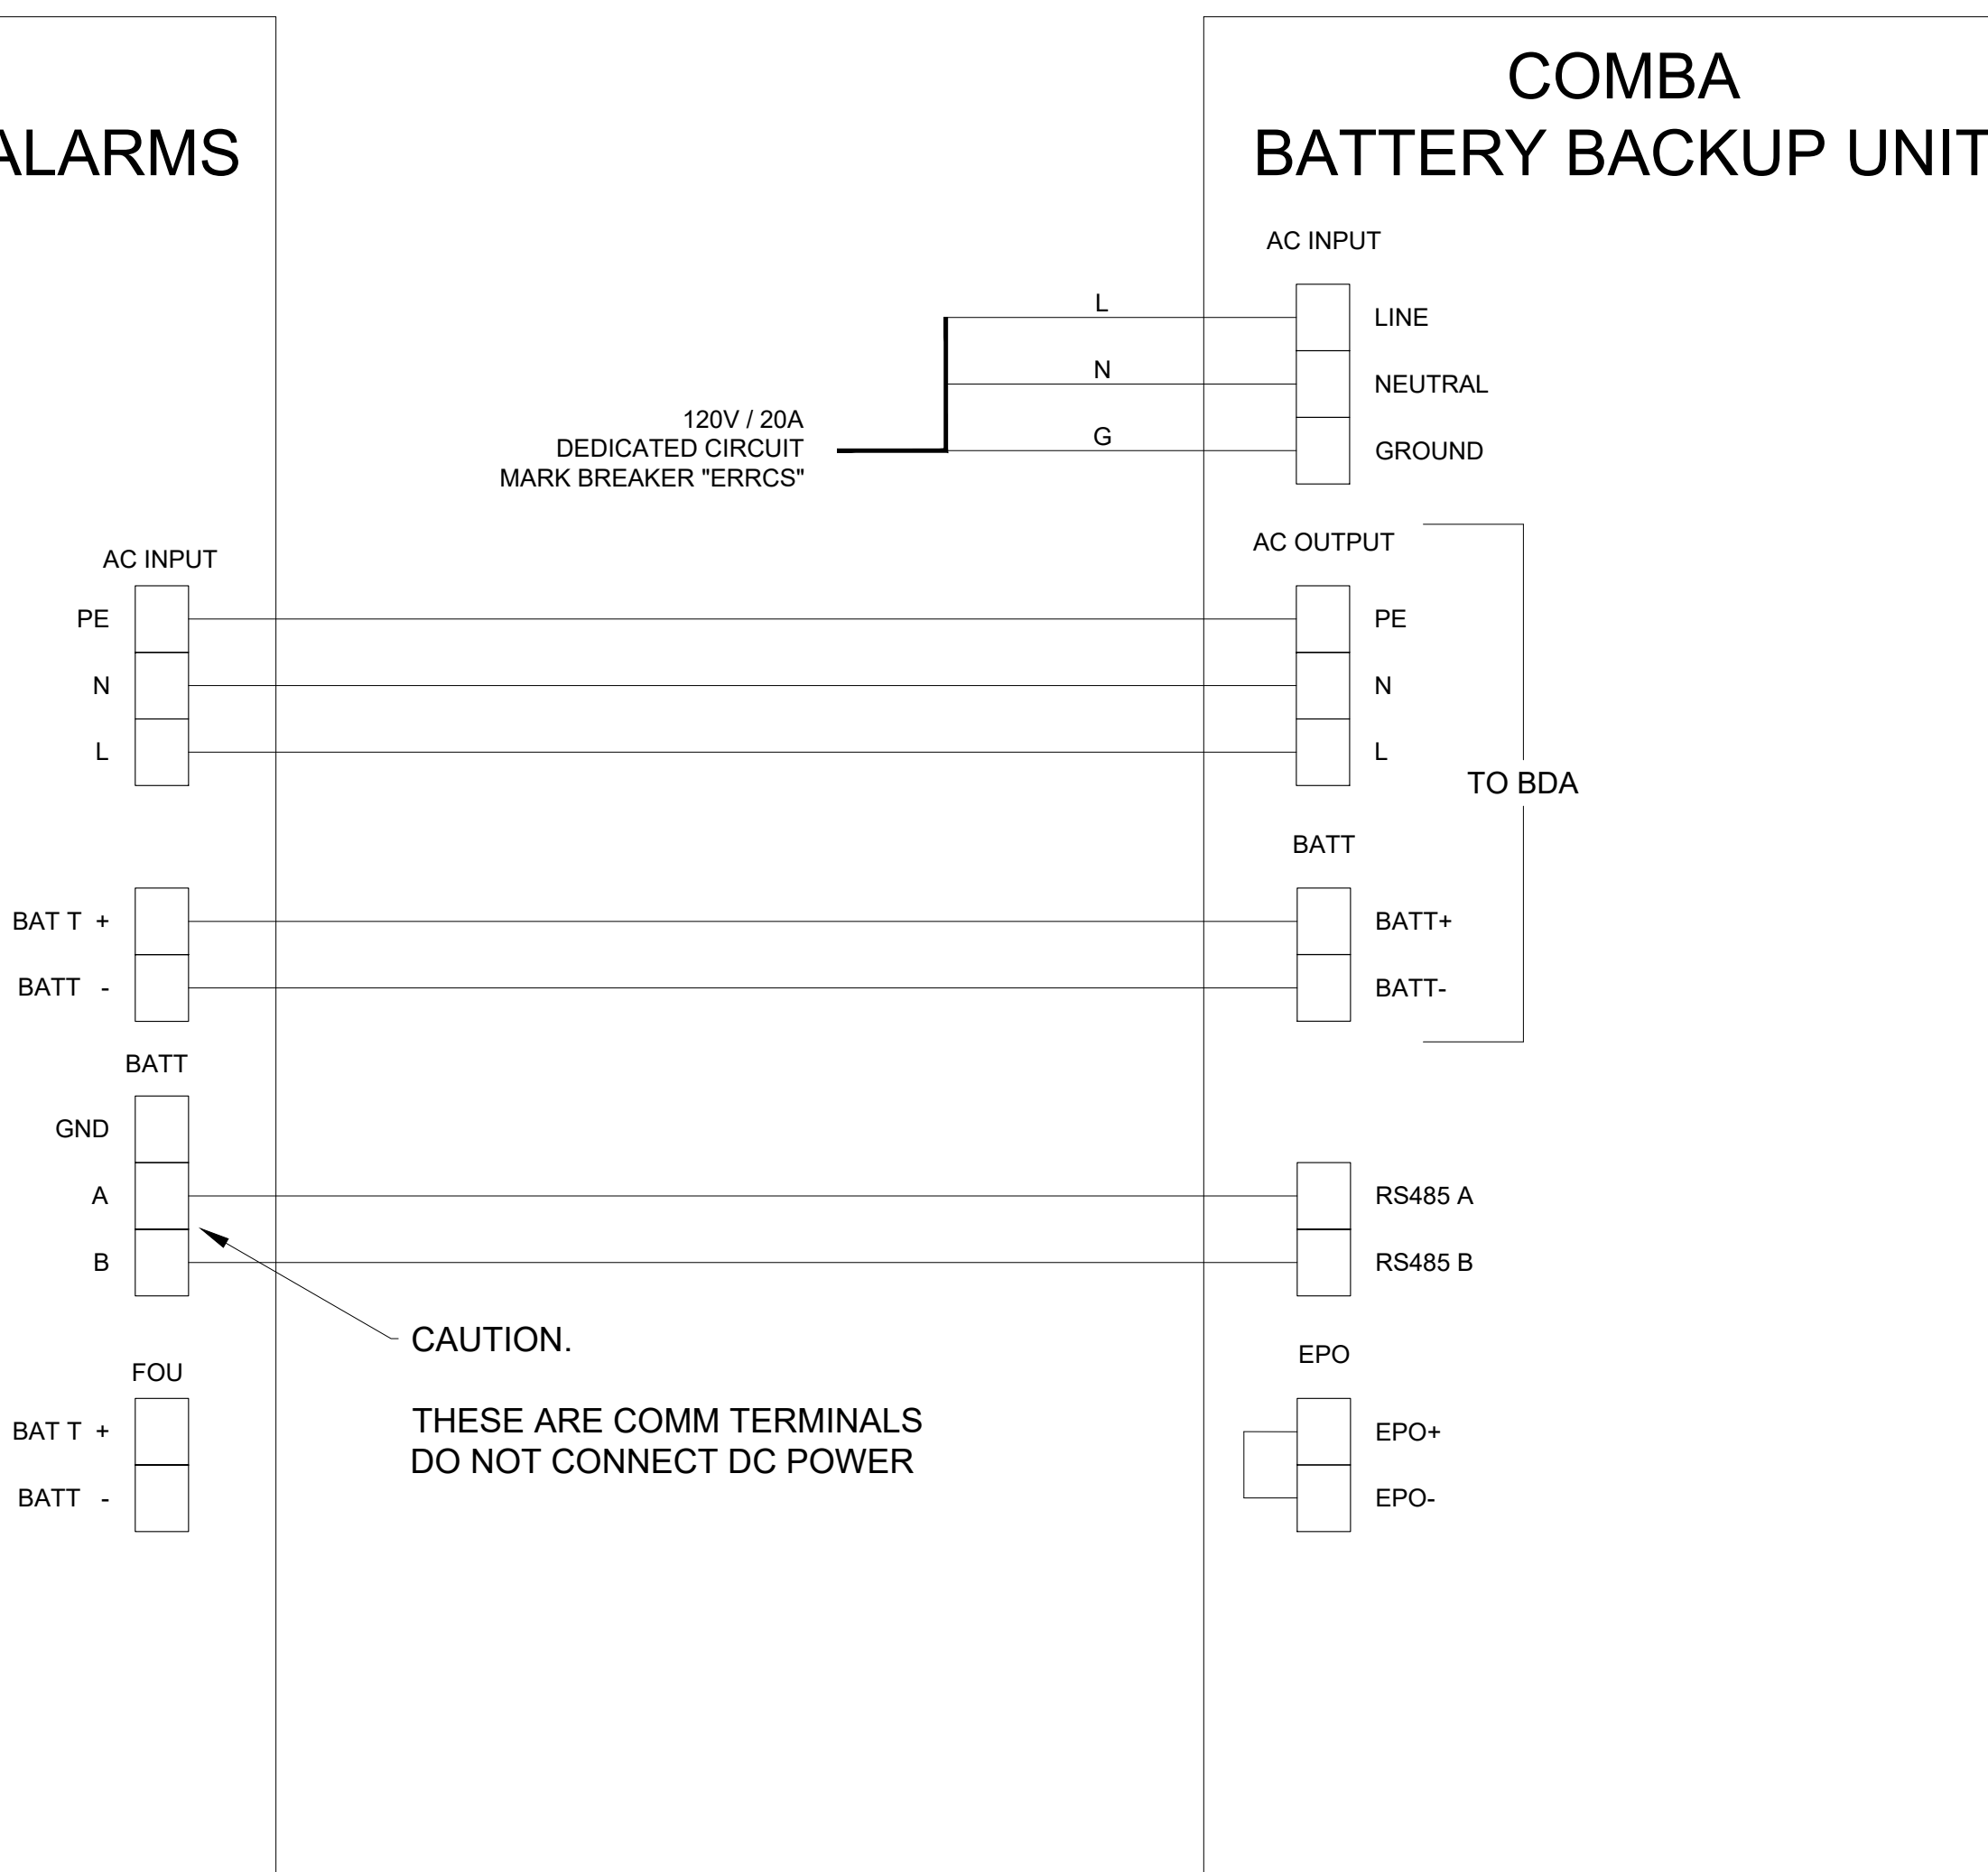 ALARMS
AC INPUT
PE
N
L
BAT T +
BATT -
BATT
GND
A
B
FOU
BAT T +
BATT -
120V / 20A
DEDICATED CIRCUIT
MARK BREAKER "ERRCS"
L
N
G
CAUTION.
THESE ARE COMM TERMINALS
DO NOT CONNECT DC POWER
COMBA
BATTERY BACKUP UNIT
AC INPUT
LINE
NEUTRAL
GROUND
AC OUTPUT
PE
N
L
TO BDA
BATT
BATT+
BATT-
RS485 A
RS485 B
EPO
EPO+
EPO-